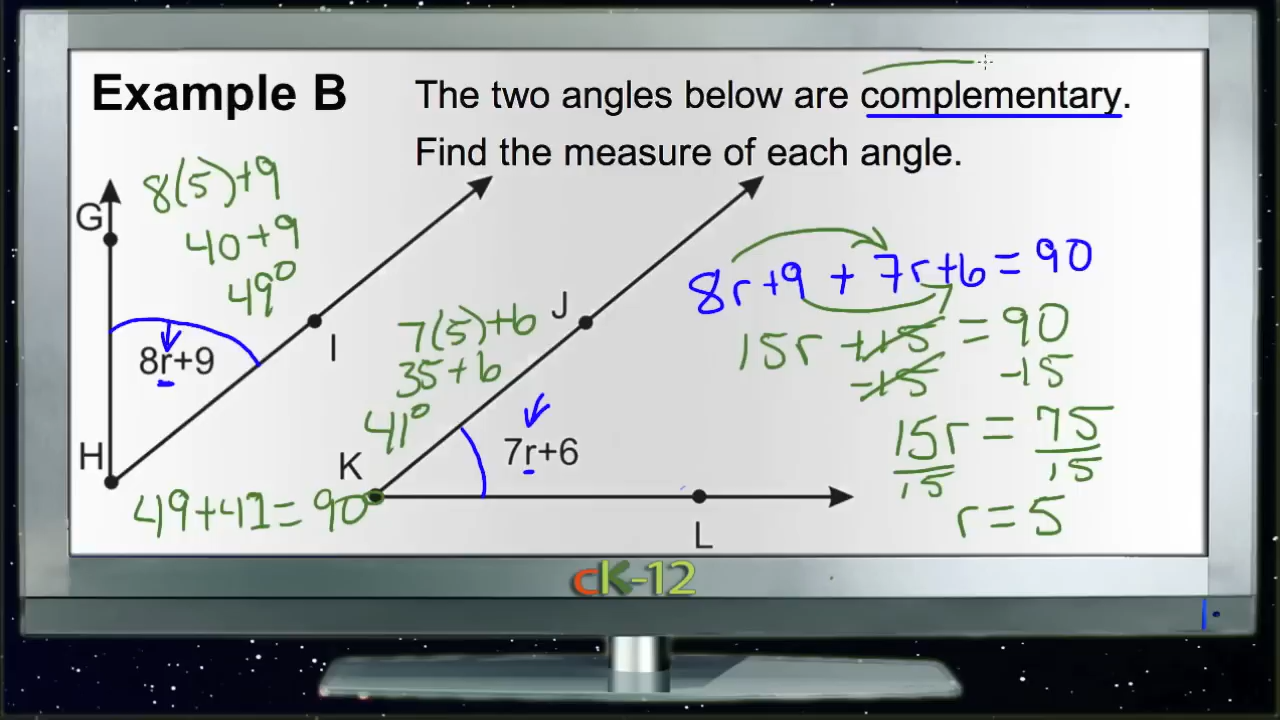 Example B
The two angles below are complementary.
Find the measure of each angle.
8(5)+9
40+9
49°
G
I
8r+9
H
7(5)+6
35+6
41°
J
K
7r+6
L
49+41=90°
8r+9 + 7r+6=90
15r +15 = 90
-15 -15
15r = 75
15 15
r=5
cK-12